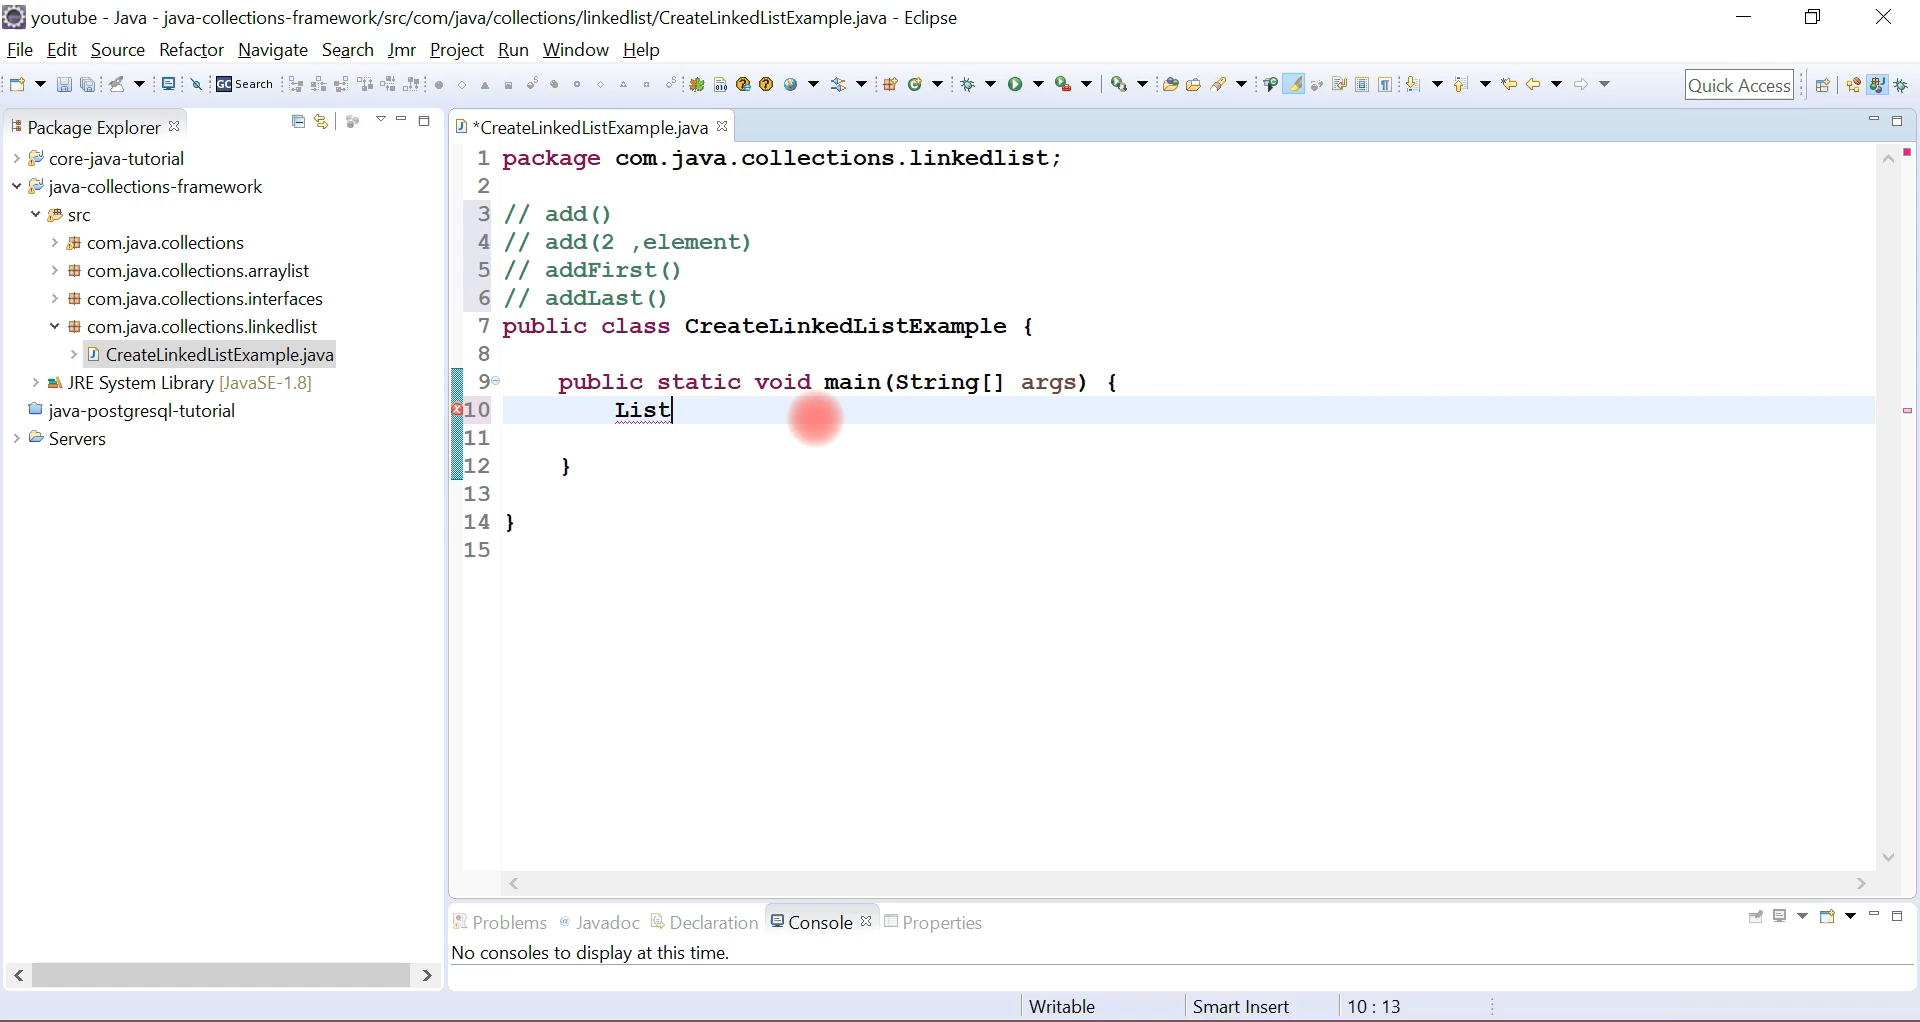 youtube - Java - java-collections-framework/src/com/java/collections/linkedlist/CreateLinkedListExample.java - Eclipse
File Edit Source Refactor Navigate Search Jmr Project Run Window Help
GC Search
Quick Access
Package Explorer
*CreateLinkedListExample.java
core-java-tutorial
java-collections-framework
src
com.java.collections
com.java.collections.arraylist
com.java.collections.interfaces
com.java.collections.linkedlist
CreateLinkedListExample.java
JRE System Library [JavaSE-1.8]
java-postgresql-tutorial
Servers
1 package com.java.collections.linkedlist;
2
3 // add()
4 // add(2 ,element)
5 // addFirst()
6 // addLast()
7 public class CreateLinkedListExample {
8
9 public static void main(String[] args) {
10 List
11
12 }
13
14 }
15
Problems @ Javadoc Declaration Console Properties
No consoles to display at this time.
Writable Smart Insert 10 : 13